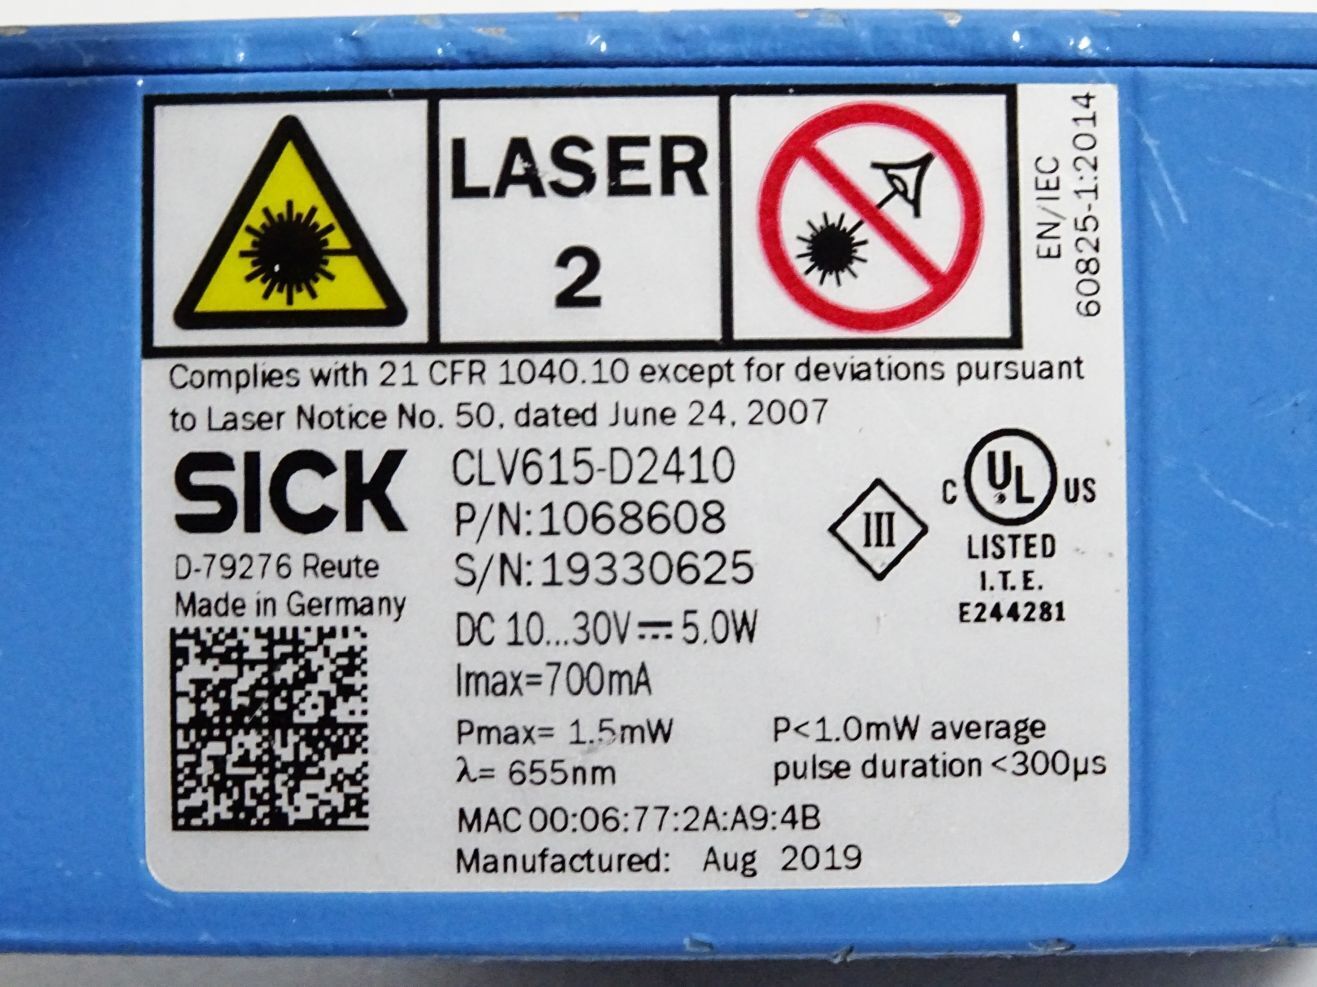 LASER
2
EN/IEC
60825-1:2014
Complies with 21 CFR 1040.10 except for deviations pursuant
to Laser Notice No. 50, dated June 24, 2007
SICK
D-79276 Reute
Made in Germany
CLV615-D2410
P/N:1068608
S/N:19330625
DC 10...30V⎓5.0W
Imax=700mA
Pmax= 1.5mW
λ= 655nm
P<1.0mW average
pulse duration <300µs
MAC 00:06:77:2A:A9:4B
Manufactured: Aug 2019
III
C UL US
LISTED
I.T.E.
E244281